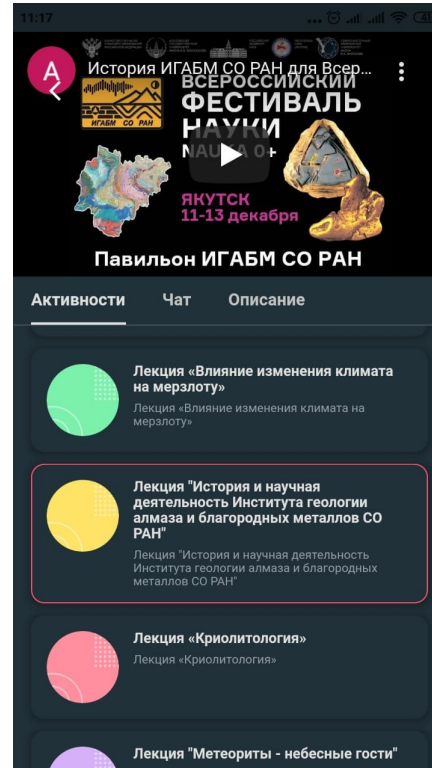 11:17
А
История ИГАБМ СО РАН для Всер...
ВСЕРОССИЙСКИЙ
ФЕСТИВАЛЬ
НАУКИ
NAUKA 0+
ИГАБМ СО РАН
ЯКУТСК
11-13 декабря
Павильон ИГАБМ СО РАН
Активности
Чат
Описание
Лекция «Влияние изменения климата
на мерзлоту»
Лекция «Влияние изменения климата на
мерзлоту»
Лекция "История и научная
деятельность Института геологии
алмаза и благородных металлов СО
РАН"
Лекция "История и научная деятельность
Института геологии алмаза и благородных
металлов СО РАН"
Лекция «Криолитология»
Лекция «Криолитология»
Лекция "Метеориты - небесные гости"